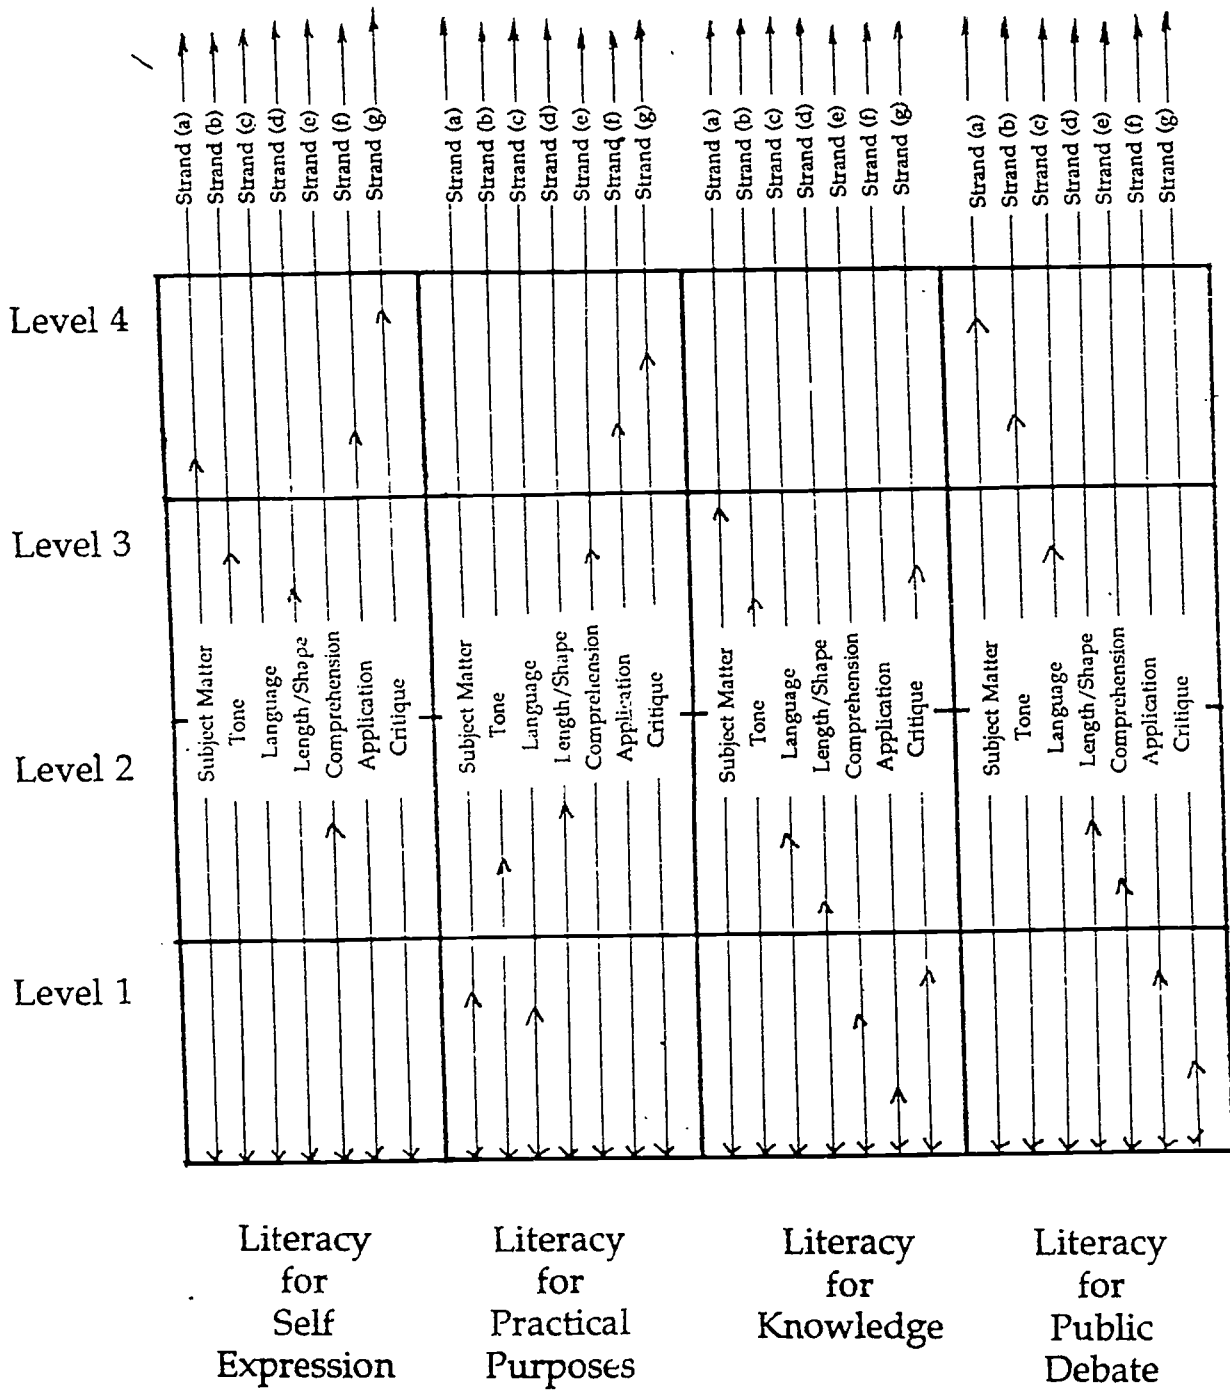 Strand (a)
Strand (b)
Strand (c)
Strand (d)
Strand (e)
Strand (f)
Strand (g)
Strand (a)
Strand (b)
Strand (c)
Strand (d)
Strand (e)
Strand (f)
Strand (g)
Strand (a)
Strand (b)
Strand (c)
Strand (d)
Strand (e)
Strand (f)
Strand (g)
Strand (a)
Strand (b)
Strand (c)
Strand (d)
Strand (e)
Strand (f)
Strand (g)
Level 4
Level 3
Subject Matter
Tone
Language
Length/Shape
Comprehension
Application
Critique
Subject Matter
Tone
Language
Length/Shape
Comprehension
Application
Critique
Subject Matter
Tone
Language
Length/Shape
Comprehension
Application
Critique
Subject Matter
Tone
Language
Length/Shape
Comprehension
Application
Critique
Level 2
Level 1
Literacy
for
Self
Expression
Literacy
for
Practical
Purposes
Literacy
for
Knowledge
Literacy
for
Public
Debate